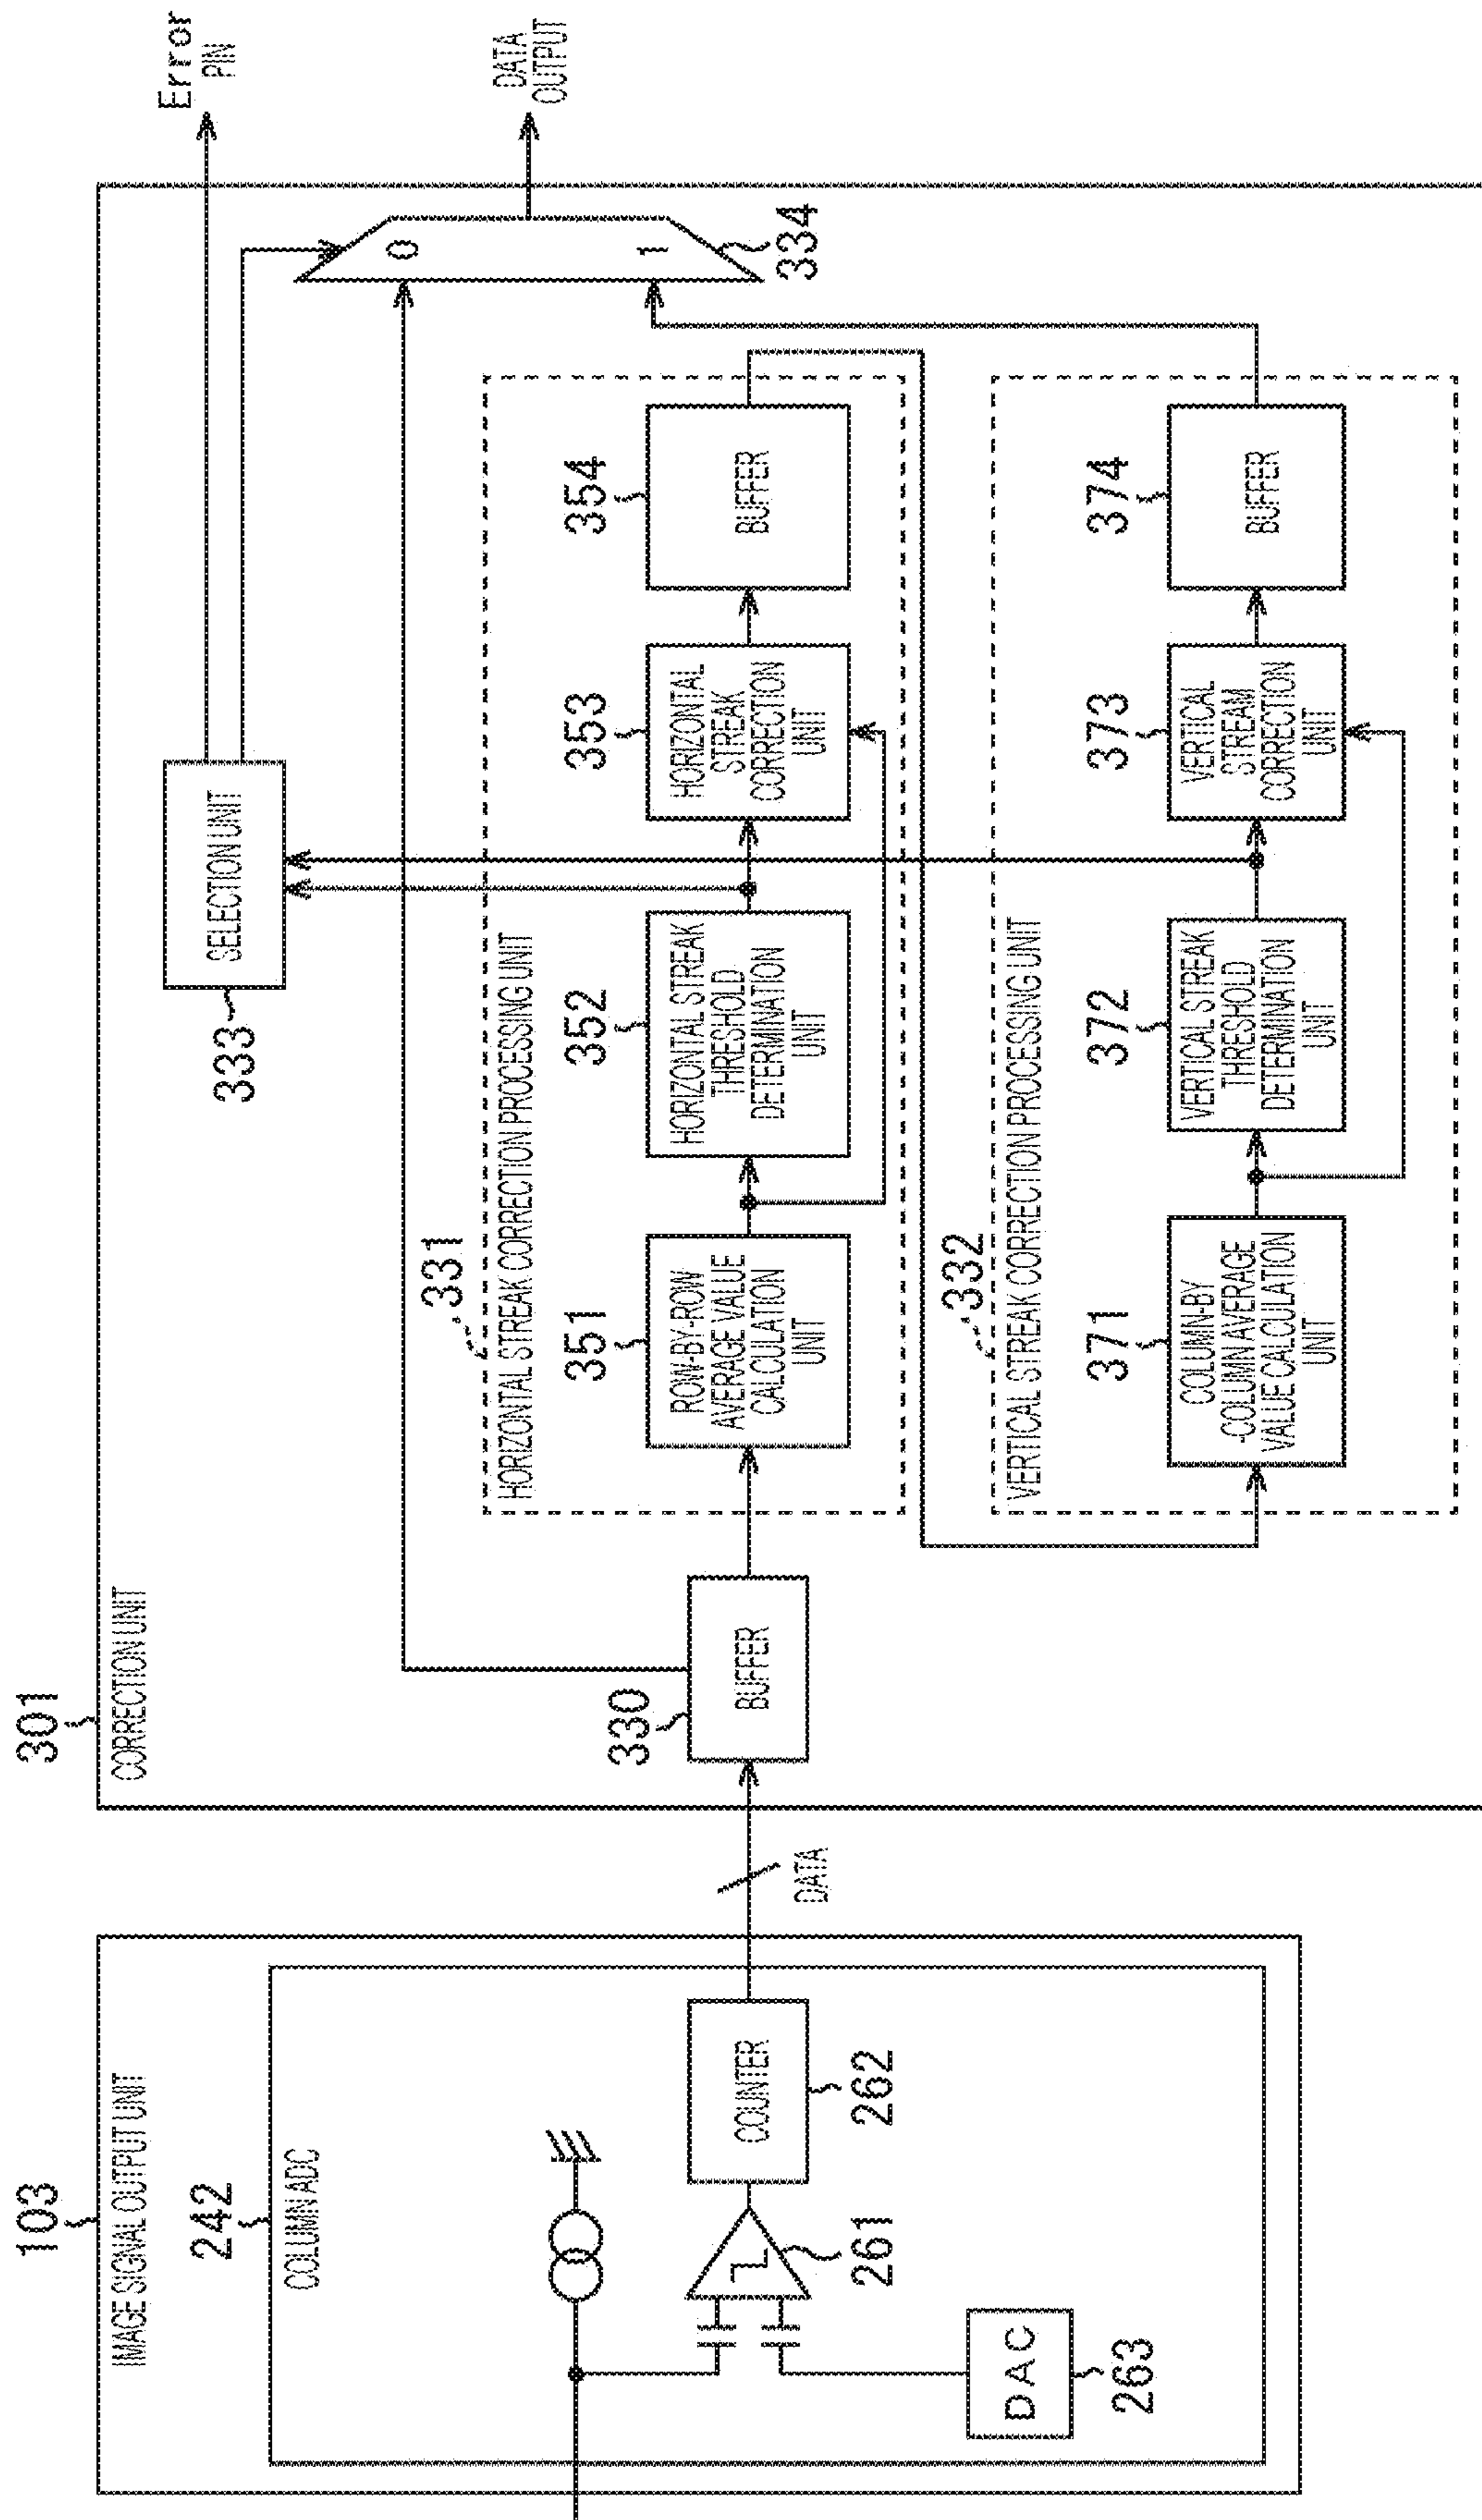 103
IMAGE SIGNAL OUTPUT UNIT
242
COLUMN ADC
261
COUNTER
262
DAC
263
DATA
301
CORRECTION UNIT
330
BUFFER
331
HORIZONTAL STREAK CORRECTION PROCESSING UNIT
351
ROW-BY-ROW
AVERAGE VALUE
CALCULATION
UNIT
352
HORIZONTAL STREAK
THRESHOLD
DETERMINATION
UNIT
353
HORIZONTAL
STREAK
CORRECTION
UNIT
354
BUFFER
332
VERTICAL STREAK CORRECTION PROCESSING UNIT
371
COLUMN-BY
-COLUMN AVERAGE
VALUE CALCULATION
UNIT
372
VERTICAL STREAK
THRESHOLD
DETERMINATION
UNIT
373
VERTICAL
STREAM
CORRECTION
UNIT
374
BUFFER
333
SELECTION UNIT
0
1
334
Error
PIN
DATA
OUTPUT